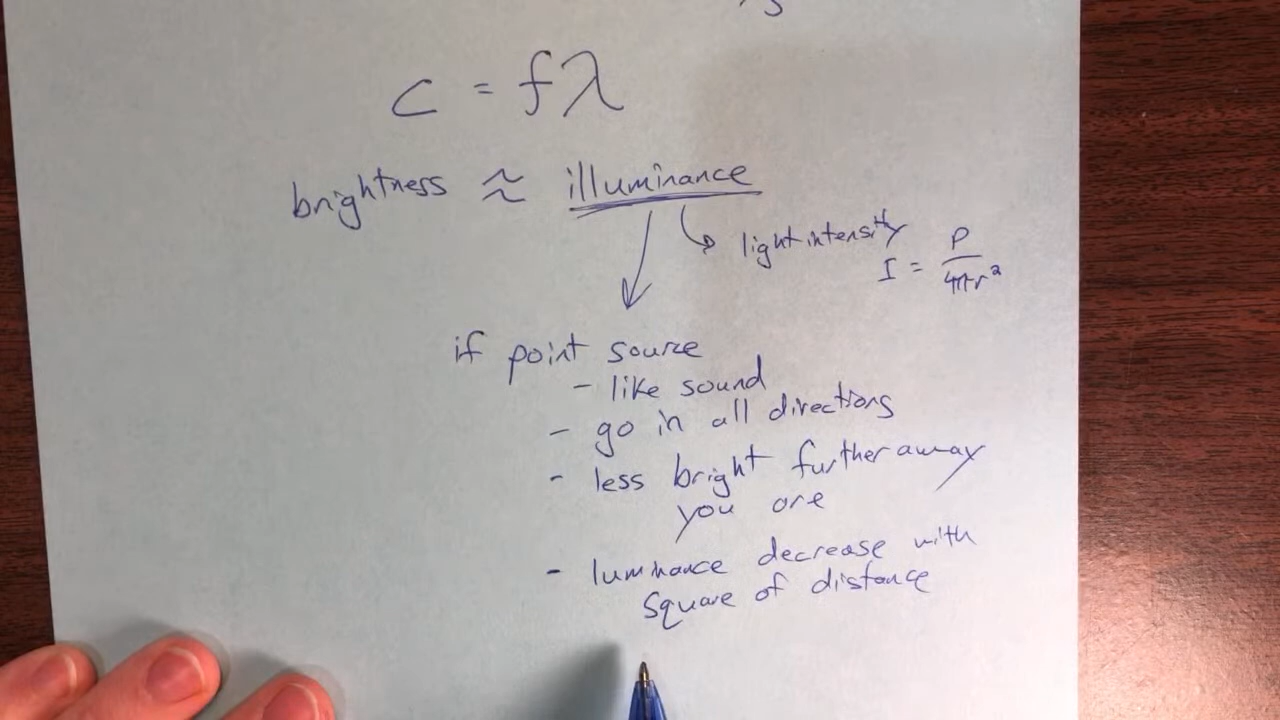 c = fλ
brightness ≈ illuminance
light intensity I = P/4πr²
if point source
- like sound
- go in all directions
- less bright further away
you are
- luminance decrease with
square of distance